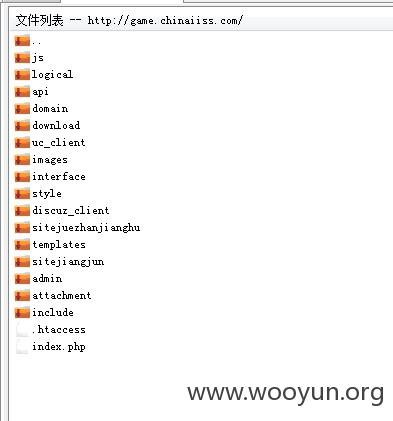 文件列表 -- http://game.chinaiiss.com/
..
js
logical
api
domain
download
uc_client
images
interface
style
discuz_client
sitejuezhanjianghu
templates
sitejiangjun
admin
attachment
include
.htaccess
index.php
www.wooyun.org